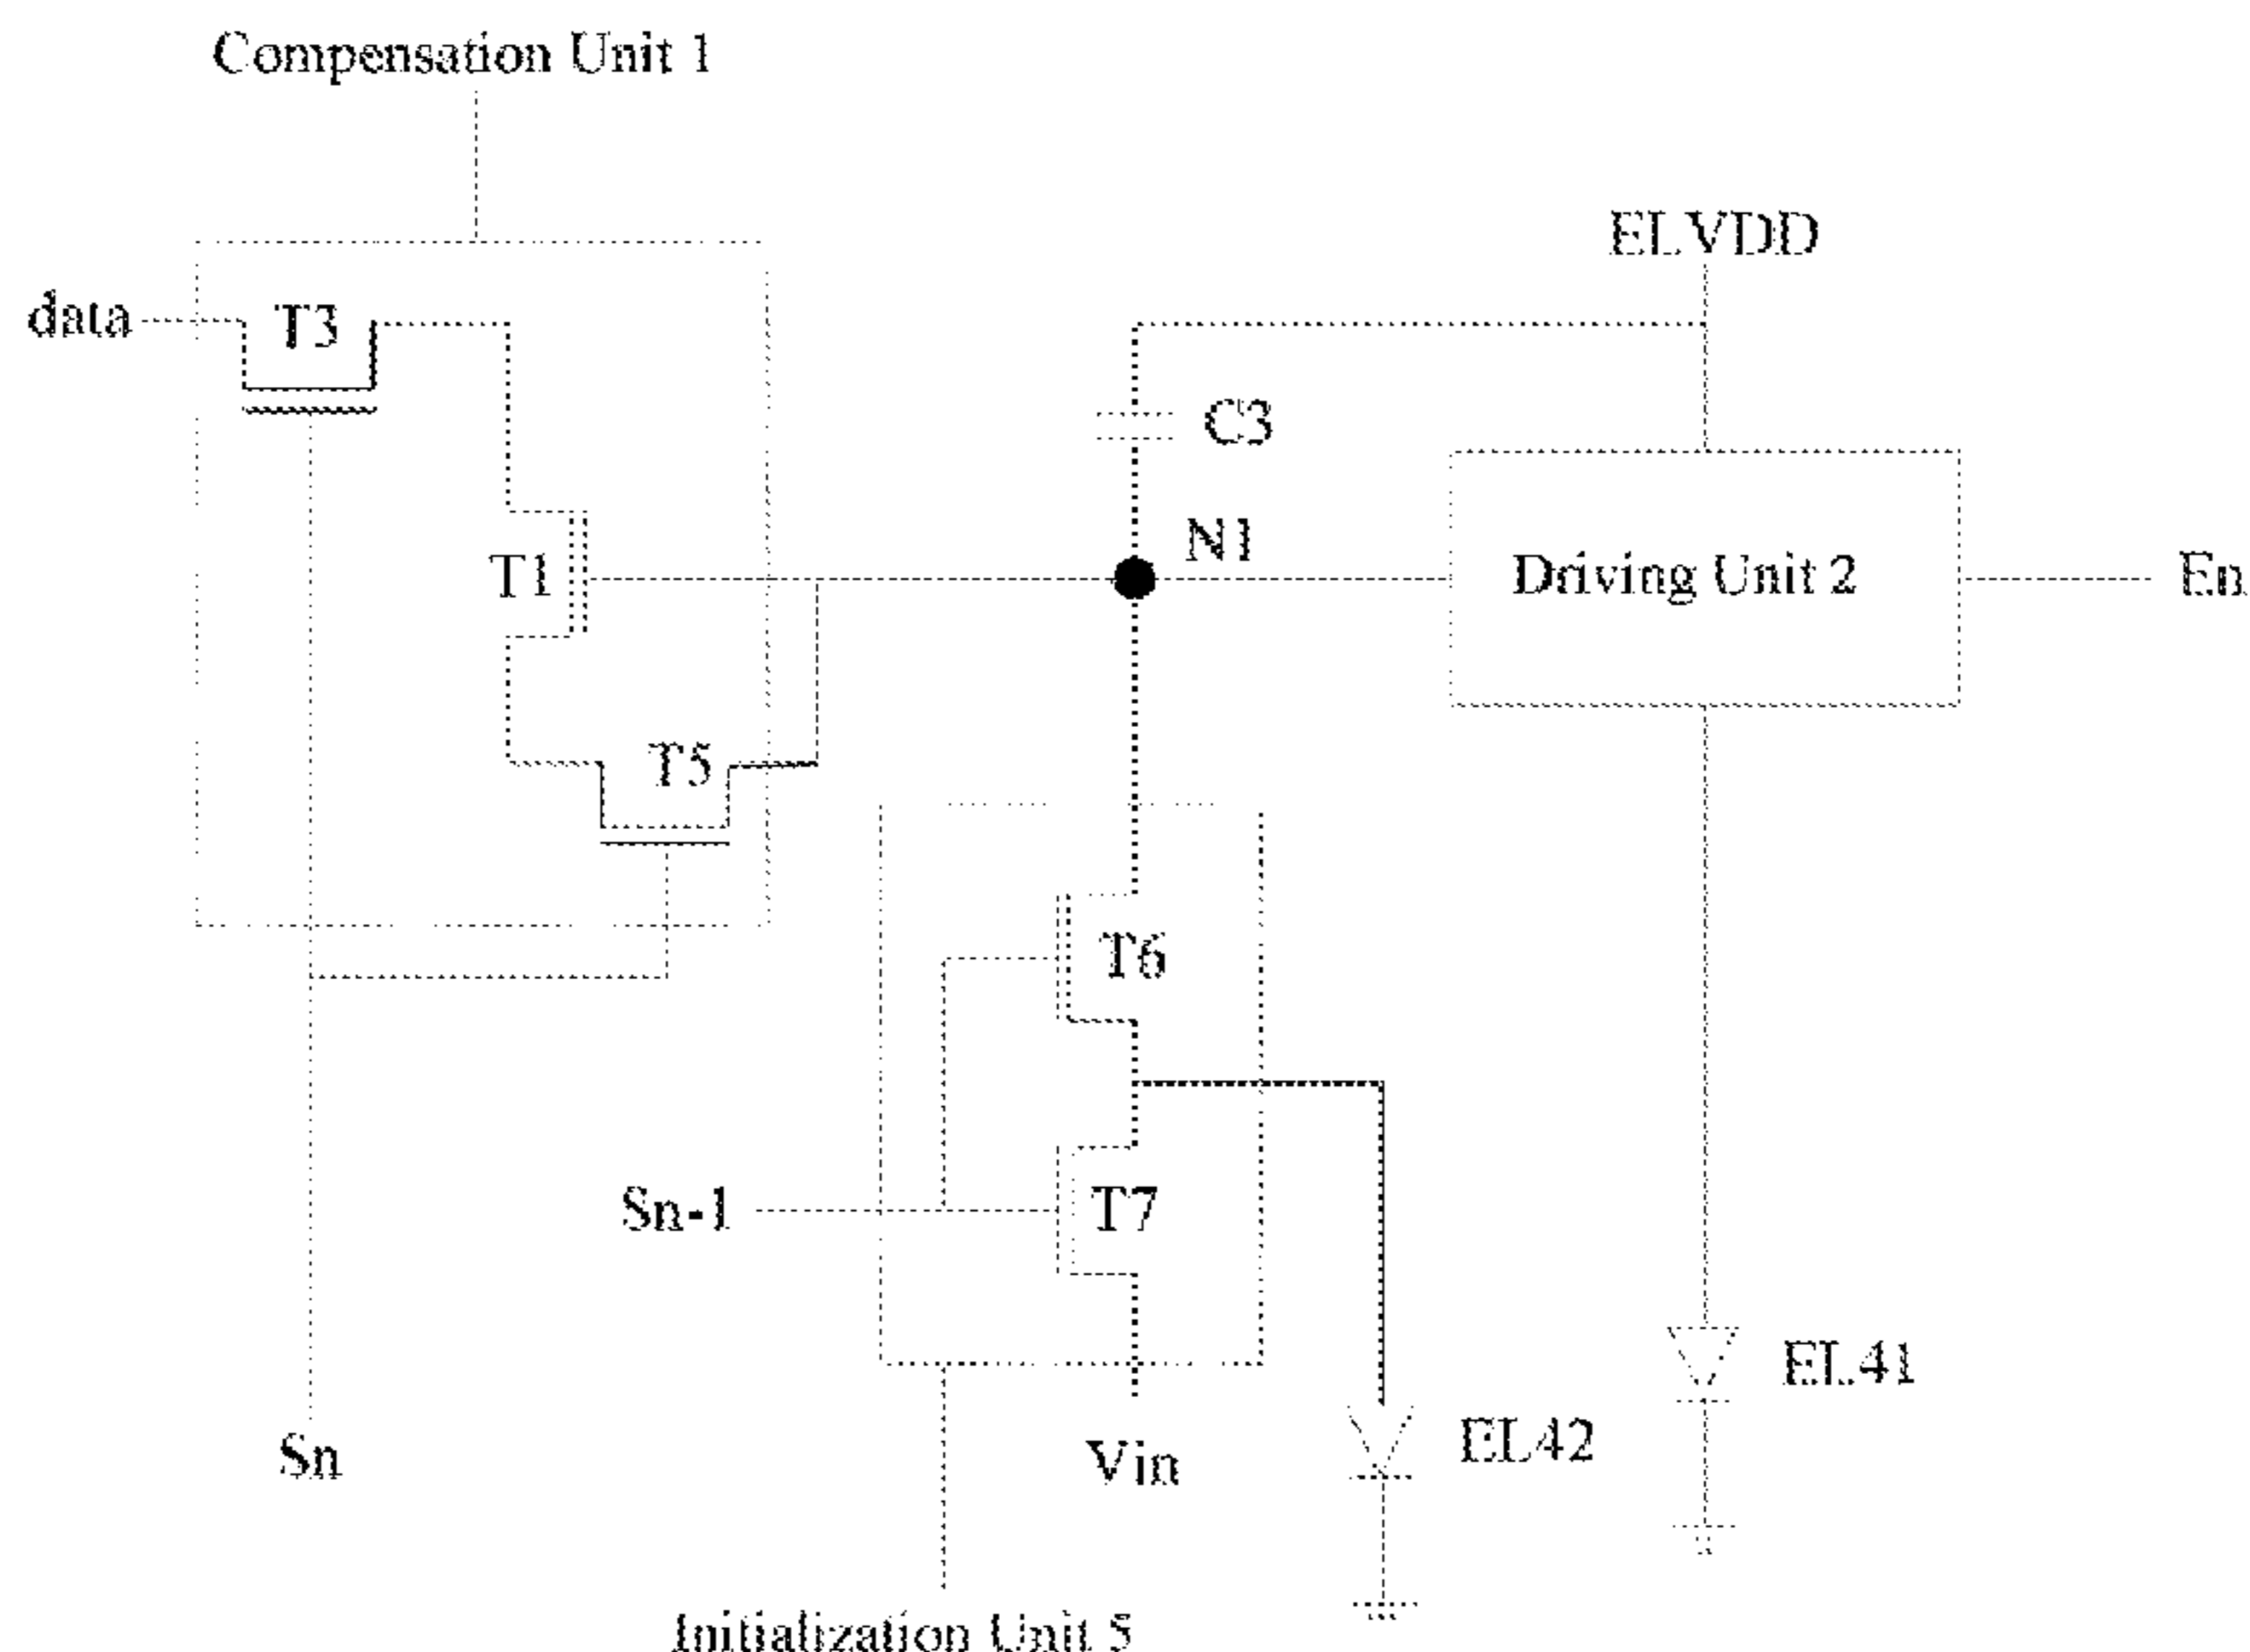 Compensation Unit 1
ELVDD
data
T3
C3
N1
T1
Driving Unit 2
En
T5
T6
Sn-1
T7
EL41
EL42
Sn
Vin
Initialization Unit 5